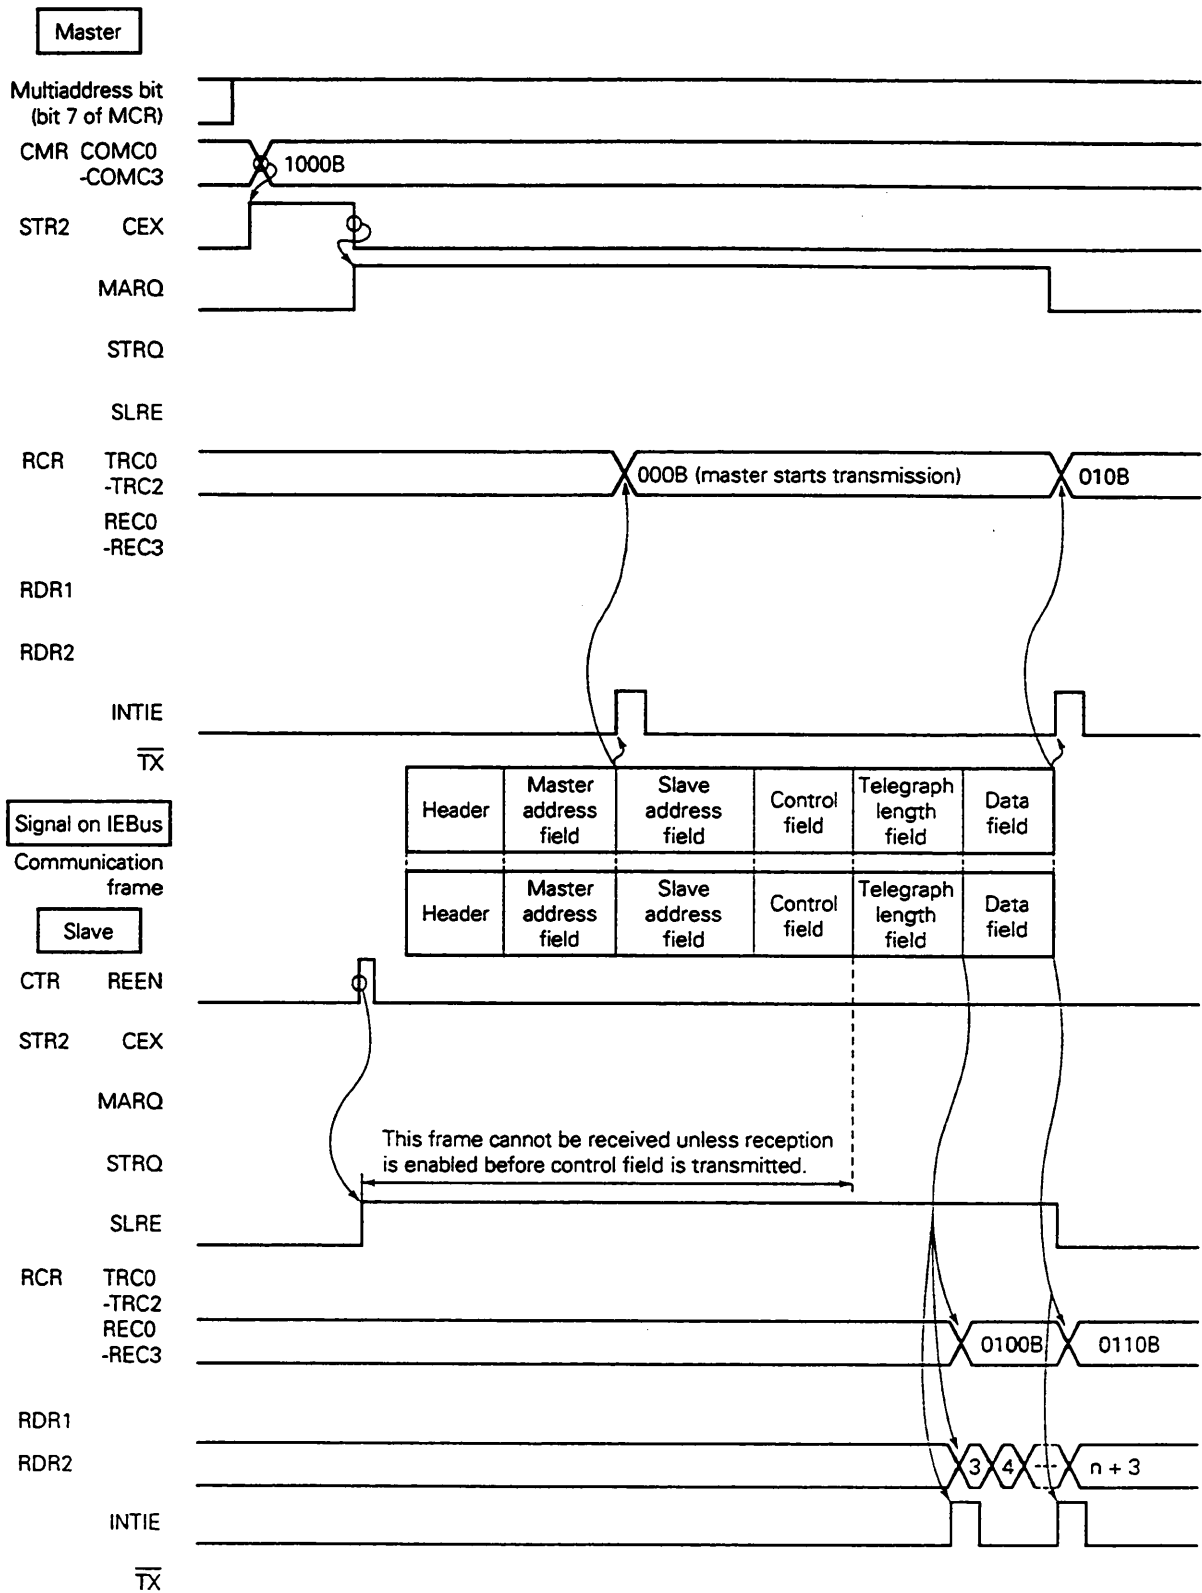 Master
Multiaddress bit
(bit 7 of MCR)
CMR COMC0
-COMC3
1000B
STR2 CEX
MARQ
STRQ
SLRE
RCR TRC0
-TRC2
000B (master starts transmission)
010B
REC0
-REC3
RDR1
RDR2
INTIE
TX
Header
Master
address
field
Slave
address
field
Control
field
Telegraph
length
field
Data
field
Signal on IEBus
Communication
frame
Header
Master
address
field
Slave
address
field
Control
field
Telegraph
length
field
Data
field
Slave
CTR REEN
STR2 CEX
MARQ
This frame cannot be received unless reception
is enabled before control field is transmitted.
STRQ
SLRE
RCR TRC0
-TRC2
REC0
-REC3
0100B
0110B
RDR1
RDR2
3
4
----
n + 3
INTIE
TX